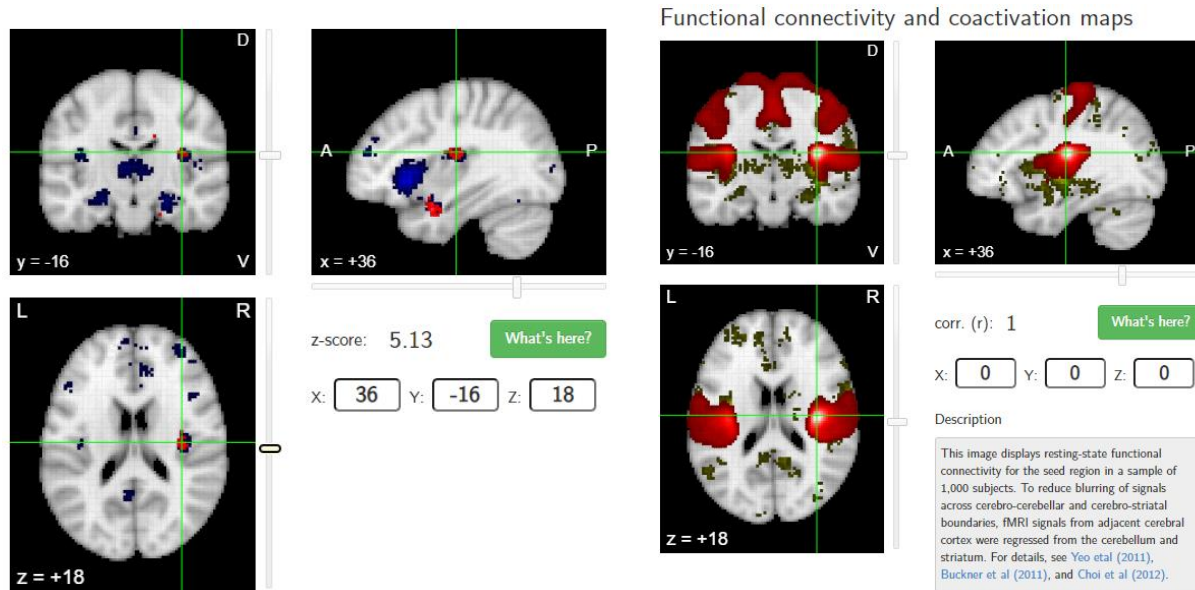 D
y = -16
V
A
P
x = +36
L
R
z = +18
z-score: 5.13
What's here?
X: 36 Y: -16 Z: 18
Functional connectivity and coactivation maps
D
y = -16
V
A
P
x = +36
L
R
z = +18
corr. (r): 1
What's here?
X: 0 Y: 0 Z: 0
Description
This image displays resting-state functional
connectivity for the seed region in a sample of
1,000 subjects. To reduce blurring of signals
across cerebro-cerebellar and cerebro-striatal
boundaries, fMRI signals from adjacent cerebral
cortex were regressed from the cerebellum and
striatum. For details, see Yeo etal (2011),
Buckner et al (2011), and Choi et al (2012).